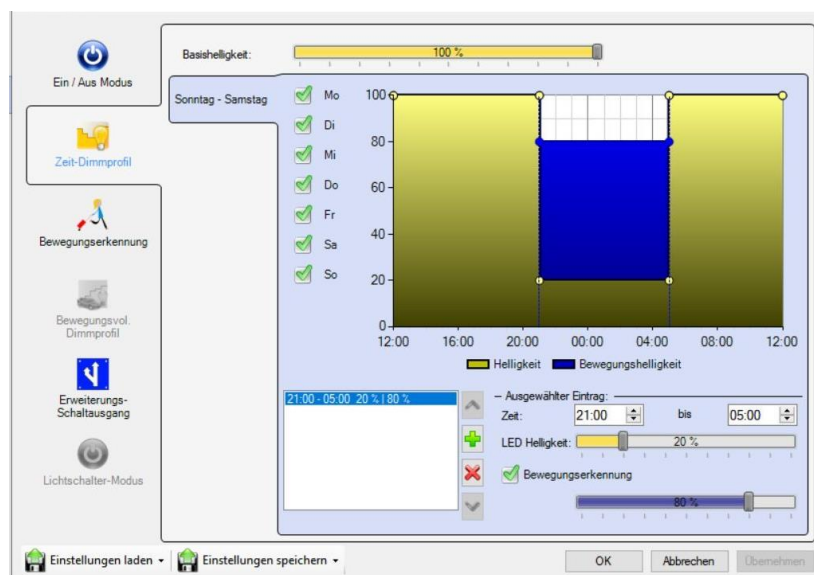 Ein / Aus Modus
Zeit-Dimmprofil
Bewegungserkennung
Bewegungsvol.
Dimmprofil
Erweiterungs-
Schaltausgang
Lichtschalter-Modus
Basishelligkeit: 100 %
Sonntag - Samstag
Mo
Di
Mi
Do
Fr
Sa
So
100
80
60
40
20
0
12:00 16:00 20:00 00:00 04:00 08:00 12:00
Helligkeit Bewegungshelligkeit
21:00 - 05:00 20 % | 80 %
Ausgewählter Eintrag:
Zeit: 21:00 bis 05:00
LED Helligkeit: 20 %
Bewegungserkennung
80 %
Einstellungen laden Einstellungen speichern OK Abbrechen Übernehmen